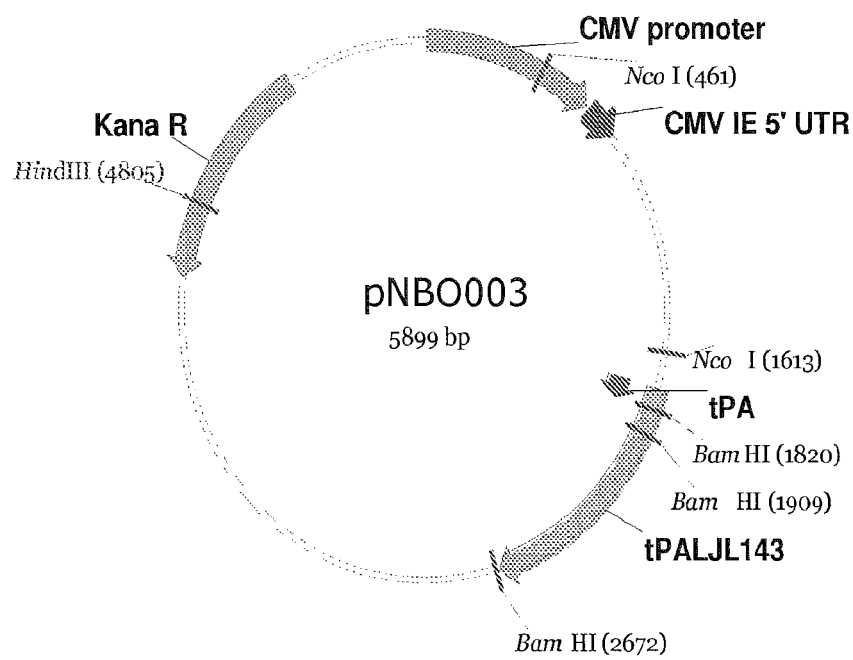 CMV promoter
Nco I (461)
CMV IE 5' UTR
Kana R
HindIII (4805)
pNBO003
5899 bp
Nco I (1613)
tPA
Bam HI (1820)
Bam HI (1909)
tPALJL143
Bam HI (2672)